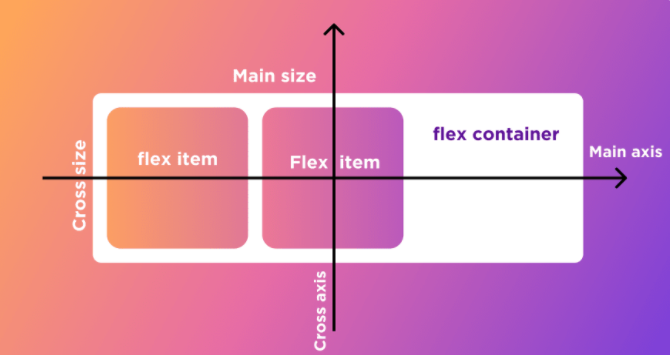 Main size
flex container
Main axis
flex item
Flex item
Cross size
Cross axis